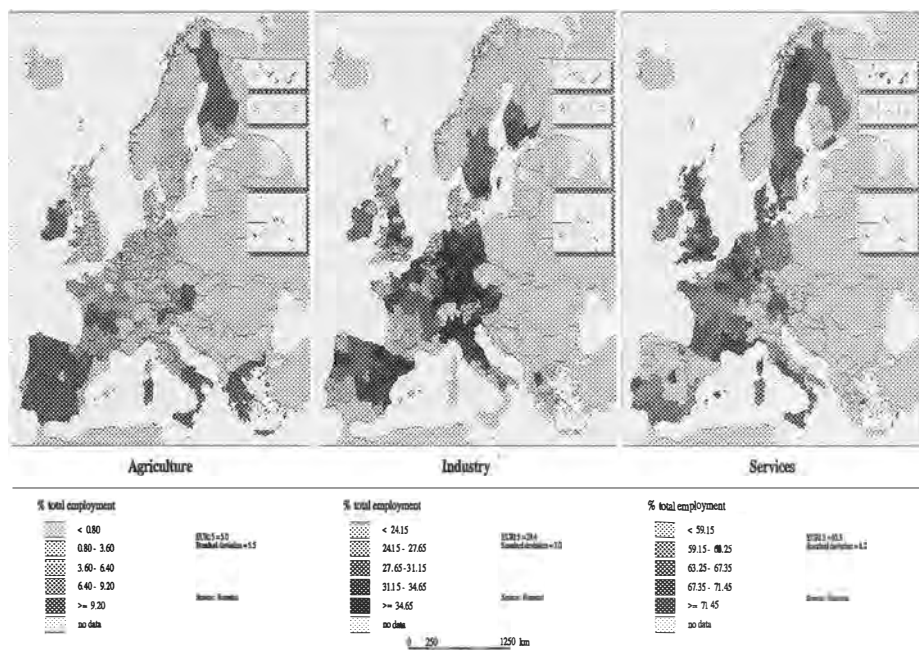 Agriculture
Industry
Services
% total employment
< 0.80
0.80 - 3.60
3.60 - 6.40
6.40 - 9.20
>= 9.20
no data
% total employment
< 24.15
24.15 - 27.65
27.65 - 31.15
31.15 - 34.65
>= 34.65
no data
0 250 1250 km
% total employment
< 59.15
59.15 - 25
63.25 - 67.35
67.35 - 71.45
>= 71.45
no data